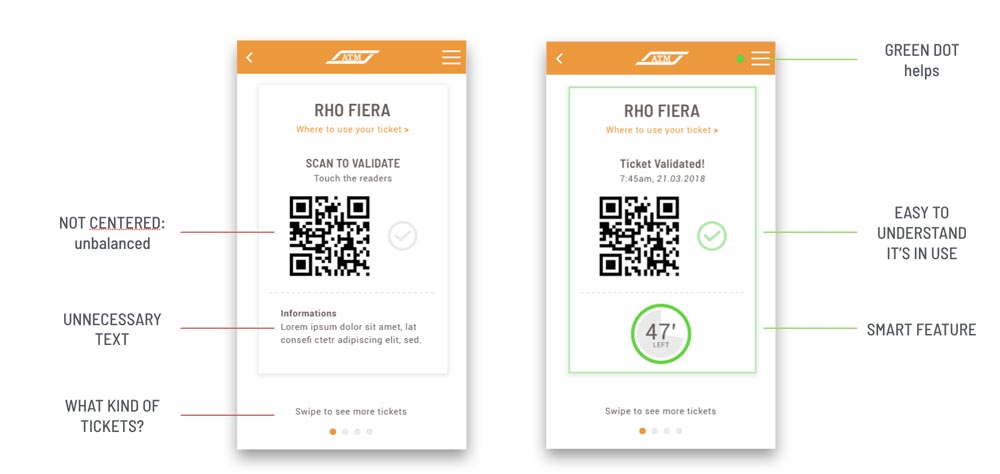 NOT CENTERED:
unbalanced
UNNECESSARY
TEXT
WHAT KIND OF
TICKETS?
ATM
RHO FIERA
Where to use your ticket >
SCAN TO VALIDATE
Touch the readers
Informations
Lorem ipsum dolor sit amet, lat
consefi ctetr adipiscing elit, sed.
Swipe to see more tickets
ATM
RHO FIERA
Where to use your ticket >
Ticket Validated!
7:45am, 21.03.2018
47'
LEFT
Swipe to see more tickets
GREEN DOT
helps
EASY TO
UNDERSTAND
IT'S IN USE
SMART FEATURE